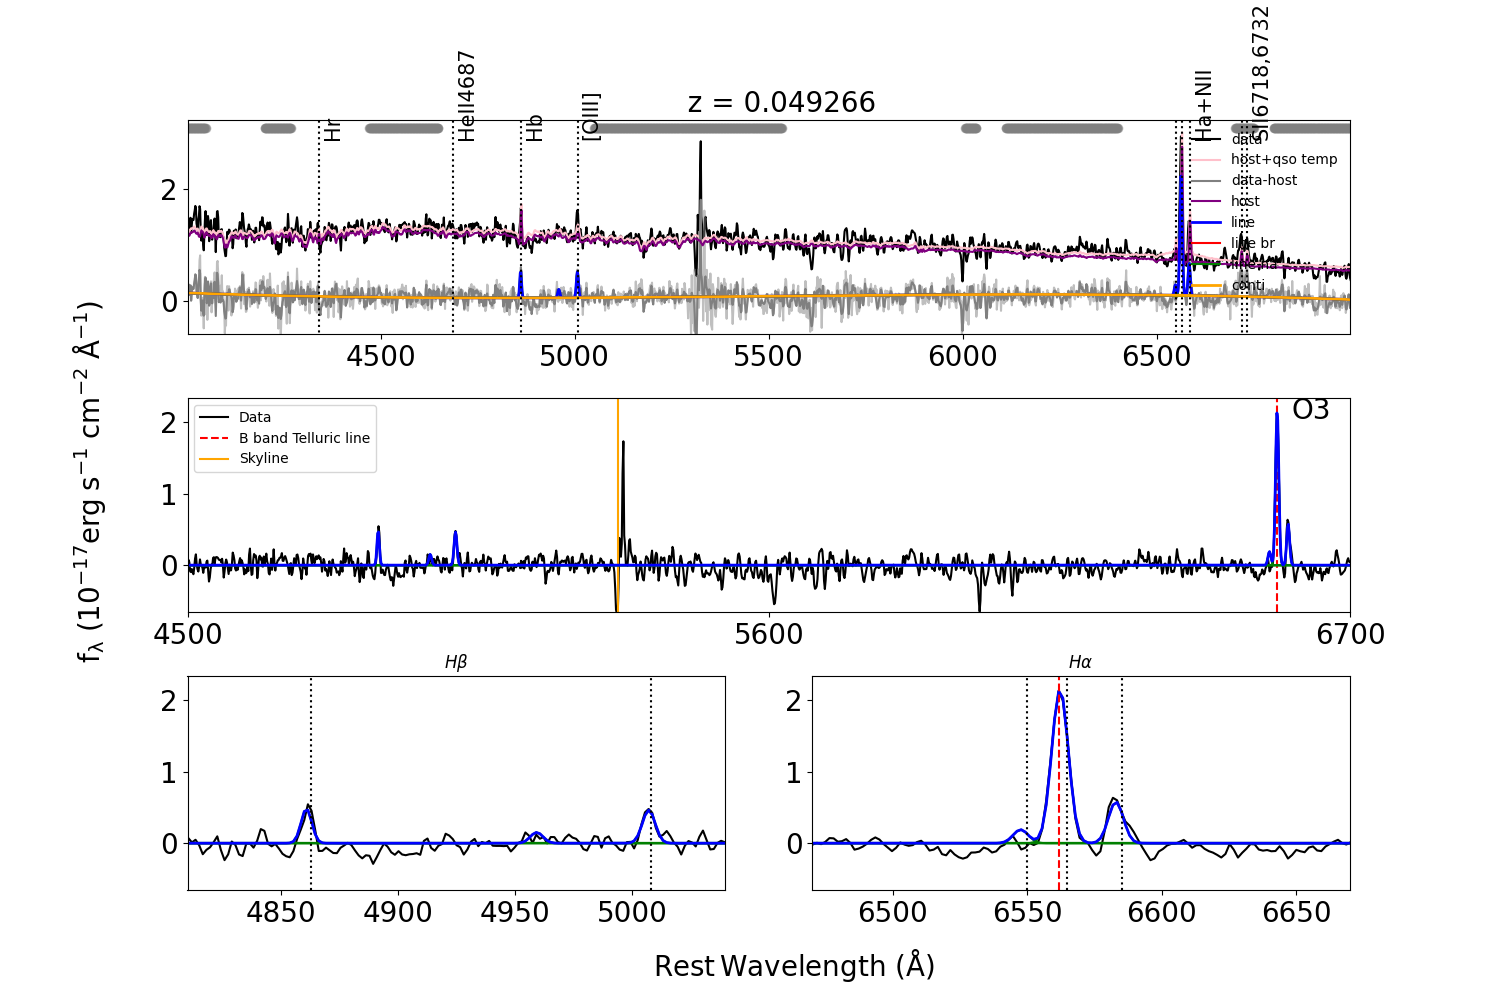 z = 0.049266
Hr
HeII4687
Hb
[OIII]
Ha+NII
SII6718,6732
data
host+qso temp
data-host
host
line
line br
conti
2
0
4500 5000 5500 6000 6500
Data
B band Telluric line
Skyline
O3
2
1
0
4500 5600 6700
fλ (10−17erg s−1 cm−2 Å−1)
Hβ
2
1
0
4850 4900 4950 5000
Hα
2
1
0
6500 6550 6600 6650
Rest Wavelength (Å)